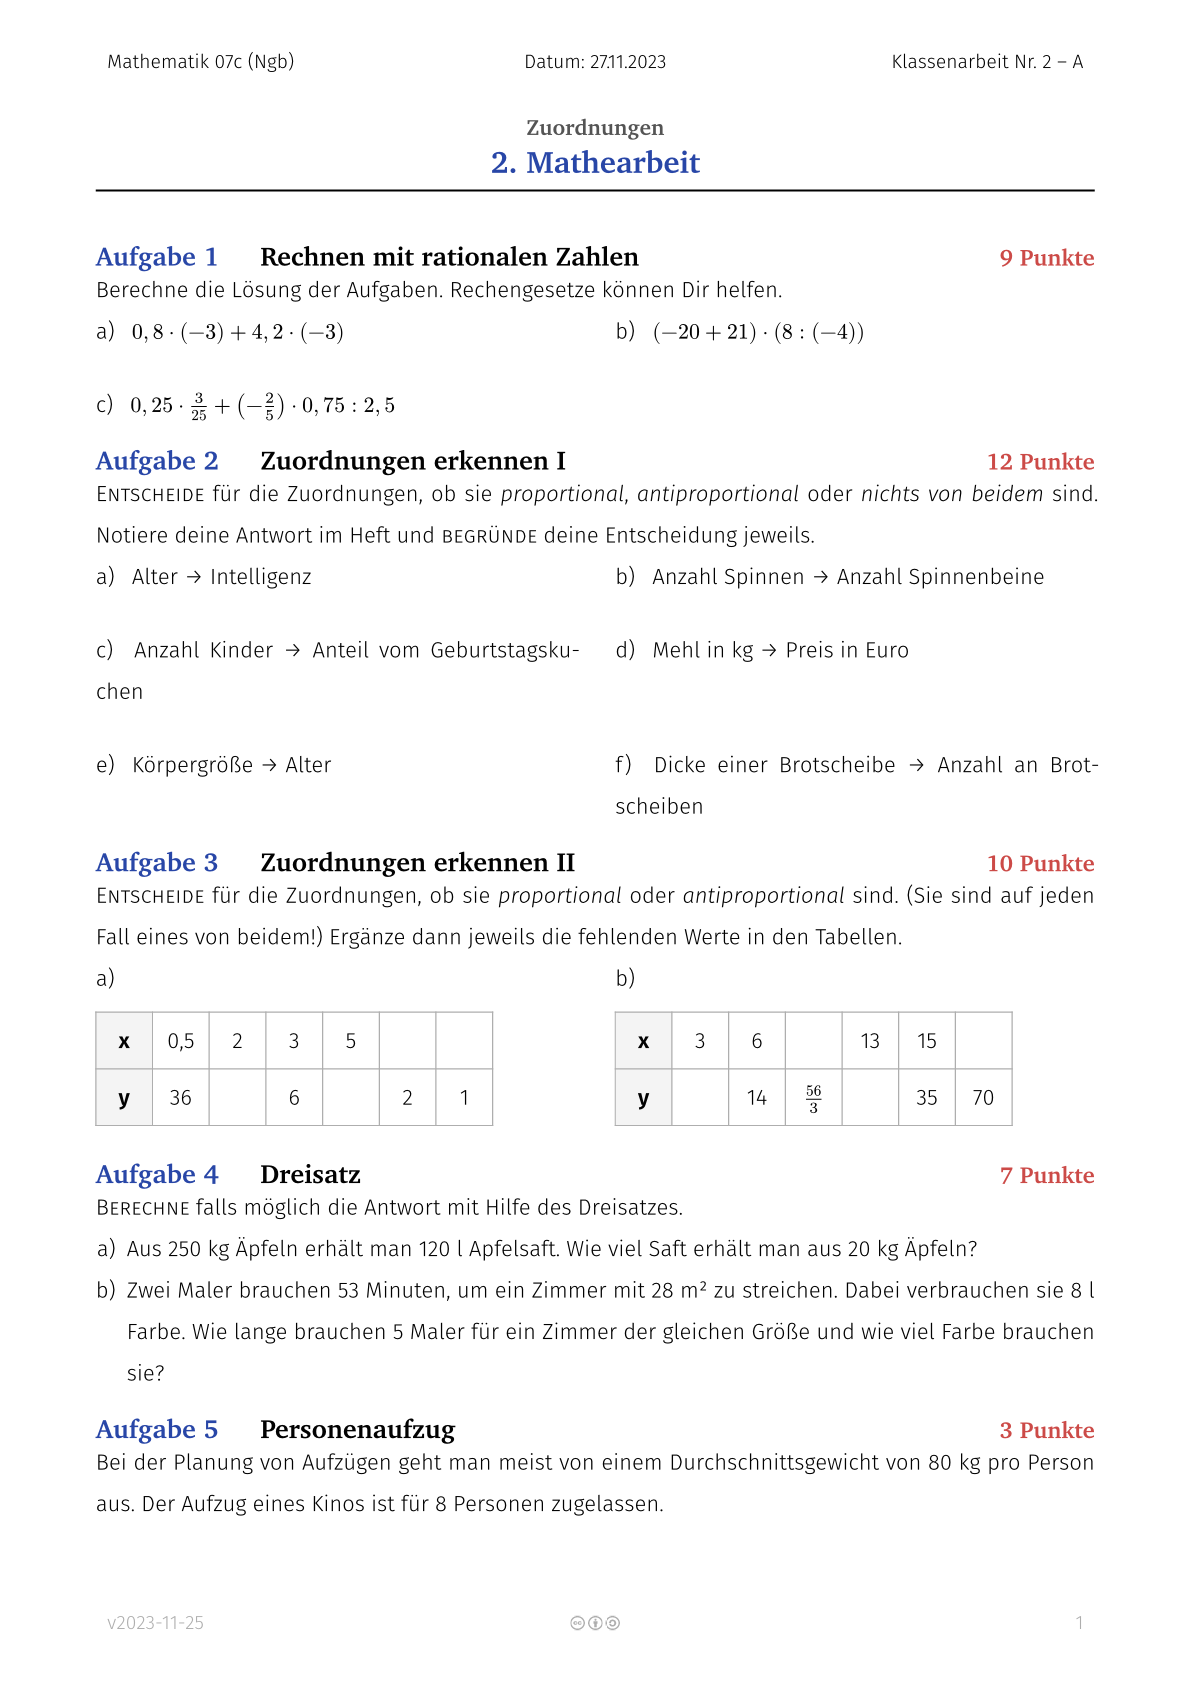 Mathematik 07c (Ngb) Datum: 27.11.2023 Klassenarbeit Nr. 2 – A
Zuordnungen
2. Mathearbeit
Aufgabe 1 Rechnen mit rationalen Zahlen 9 Punkte
Berechne die Lösung der Aufgaben. Rechengesetze können Dir helfen.
a) 0, 8 · (−3) + 4, 2 · (−3) b) (−20 + 21) · (8 : (−4))
c) 0, 25 · 3/25 + (−2/5) · 0, 75 : 2, 5
Aufgabe 2 Zuordnungen erkennen I 12 Punkte
ENTSCHEIDE für die Zuordnungen, ob sie proportional, antiproportional oder nichts von beidem sind.
Notiere deine Antwort im Heft und BEGRÜNDE deine Entscheidung jeweils.
a) Alter → Intelligenz b) Anzahl Spinnen → Anzahl Spinnenbeine
c) Anzahl Kinder → Anteil vom Geburtstagsku- d) Mehl in kg → Preis in Euro
chen
e) Körpergröße → Alter f) Dicke einer Brotscheibe → Anzahl an Brot-
scheiben
Aufgabe 3 Zuordnungen erkennen II 10 Punkte
ENTSCHEIDE für die Zuordnungen, ob sie proportional oder antiproportional sind. (Sie sind auf jeden
Fall eines von beidem!) Ergänze dann jeweils die fehlenden Werte in den Tabellen.
a) b)
x 0,5 2 3 5 x 3 6 13 15
y 36 6 2 1 y 14 56/3 35 70
Aufgabe 4 Dreisatz 7 Punkte
BERECHNE falls möglich die Antwort mit Hilfe des Dreisatzes.
a) Aus 250 kg Äpfeln erhält man 120 l Apfelsaft. Wie viel Saft erhält man aus 20 kg Äpfeln?
b) Zwei Maler brauchen 53 Minuten, um ein Zimmer mit 28 m² zu streichen. Dabei verbrauchen sie 8 l
Farbe. Wie lange brauchen 5 Maler für ein Zimmer der gleichen Größe und wie viel Farbe brauchen
sie?
Aufgabe 5 Personenaufzug 3 Punkte
Bei der Planung von Aufzügen geht man meist von einem Durchschnittsgewicht von 80 kg pro Person
aus. Der Aufzug eines Kinos ist für 8 Personen zugelassen.
v2023-11-25 1